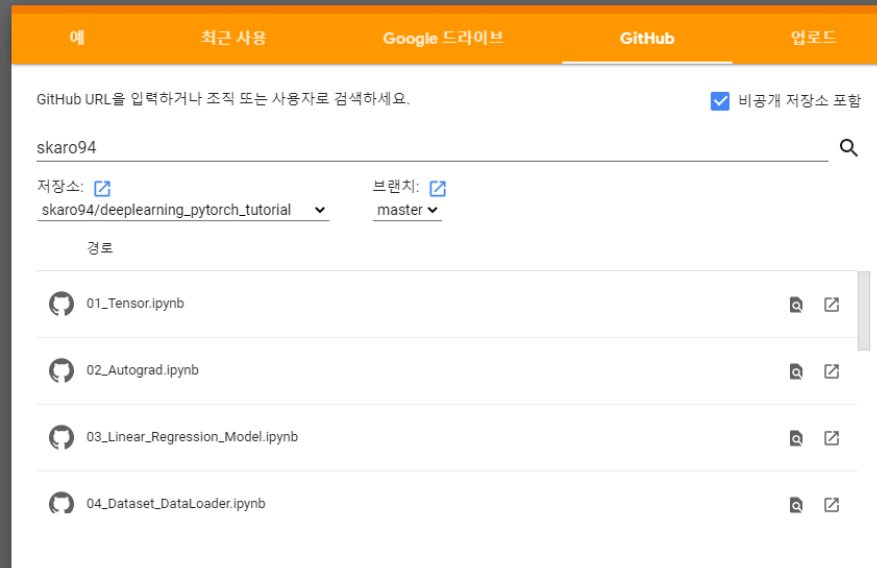 예 최근 사용 Google 드라이브 GitHub 업로드
GitHub URL을 입력하거나 조직 또는 사용자로 검색하세요. 비공개 저장소 포함
skaro94
저장소: 브랜치:
skaro94/deeplearning_pytorch_tutorial master
경로
01_Tensor.ipynb
02_Autograd.ipynb
03_Linear_Regression_Model.ipynb
04_Dataset_DataLoader.ipynb